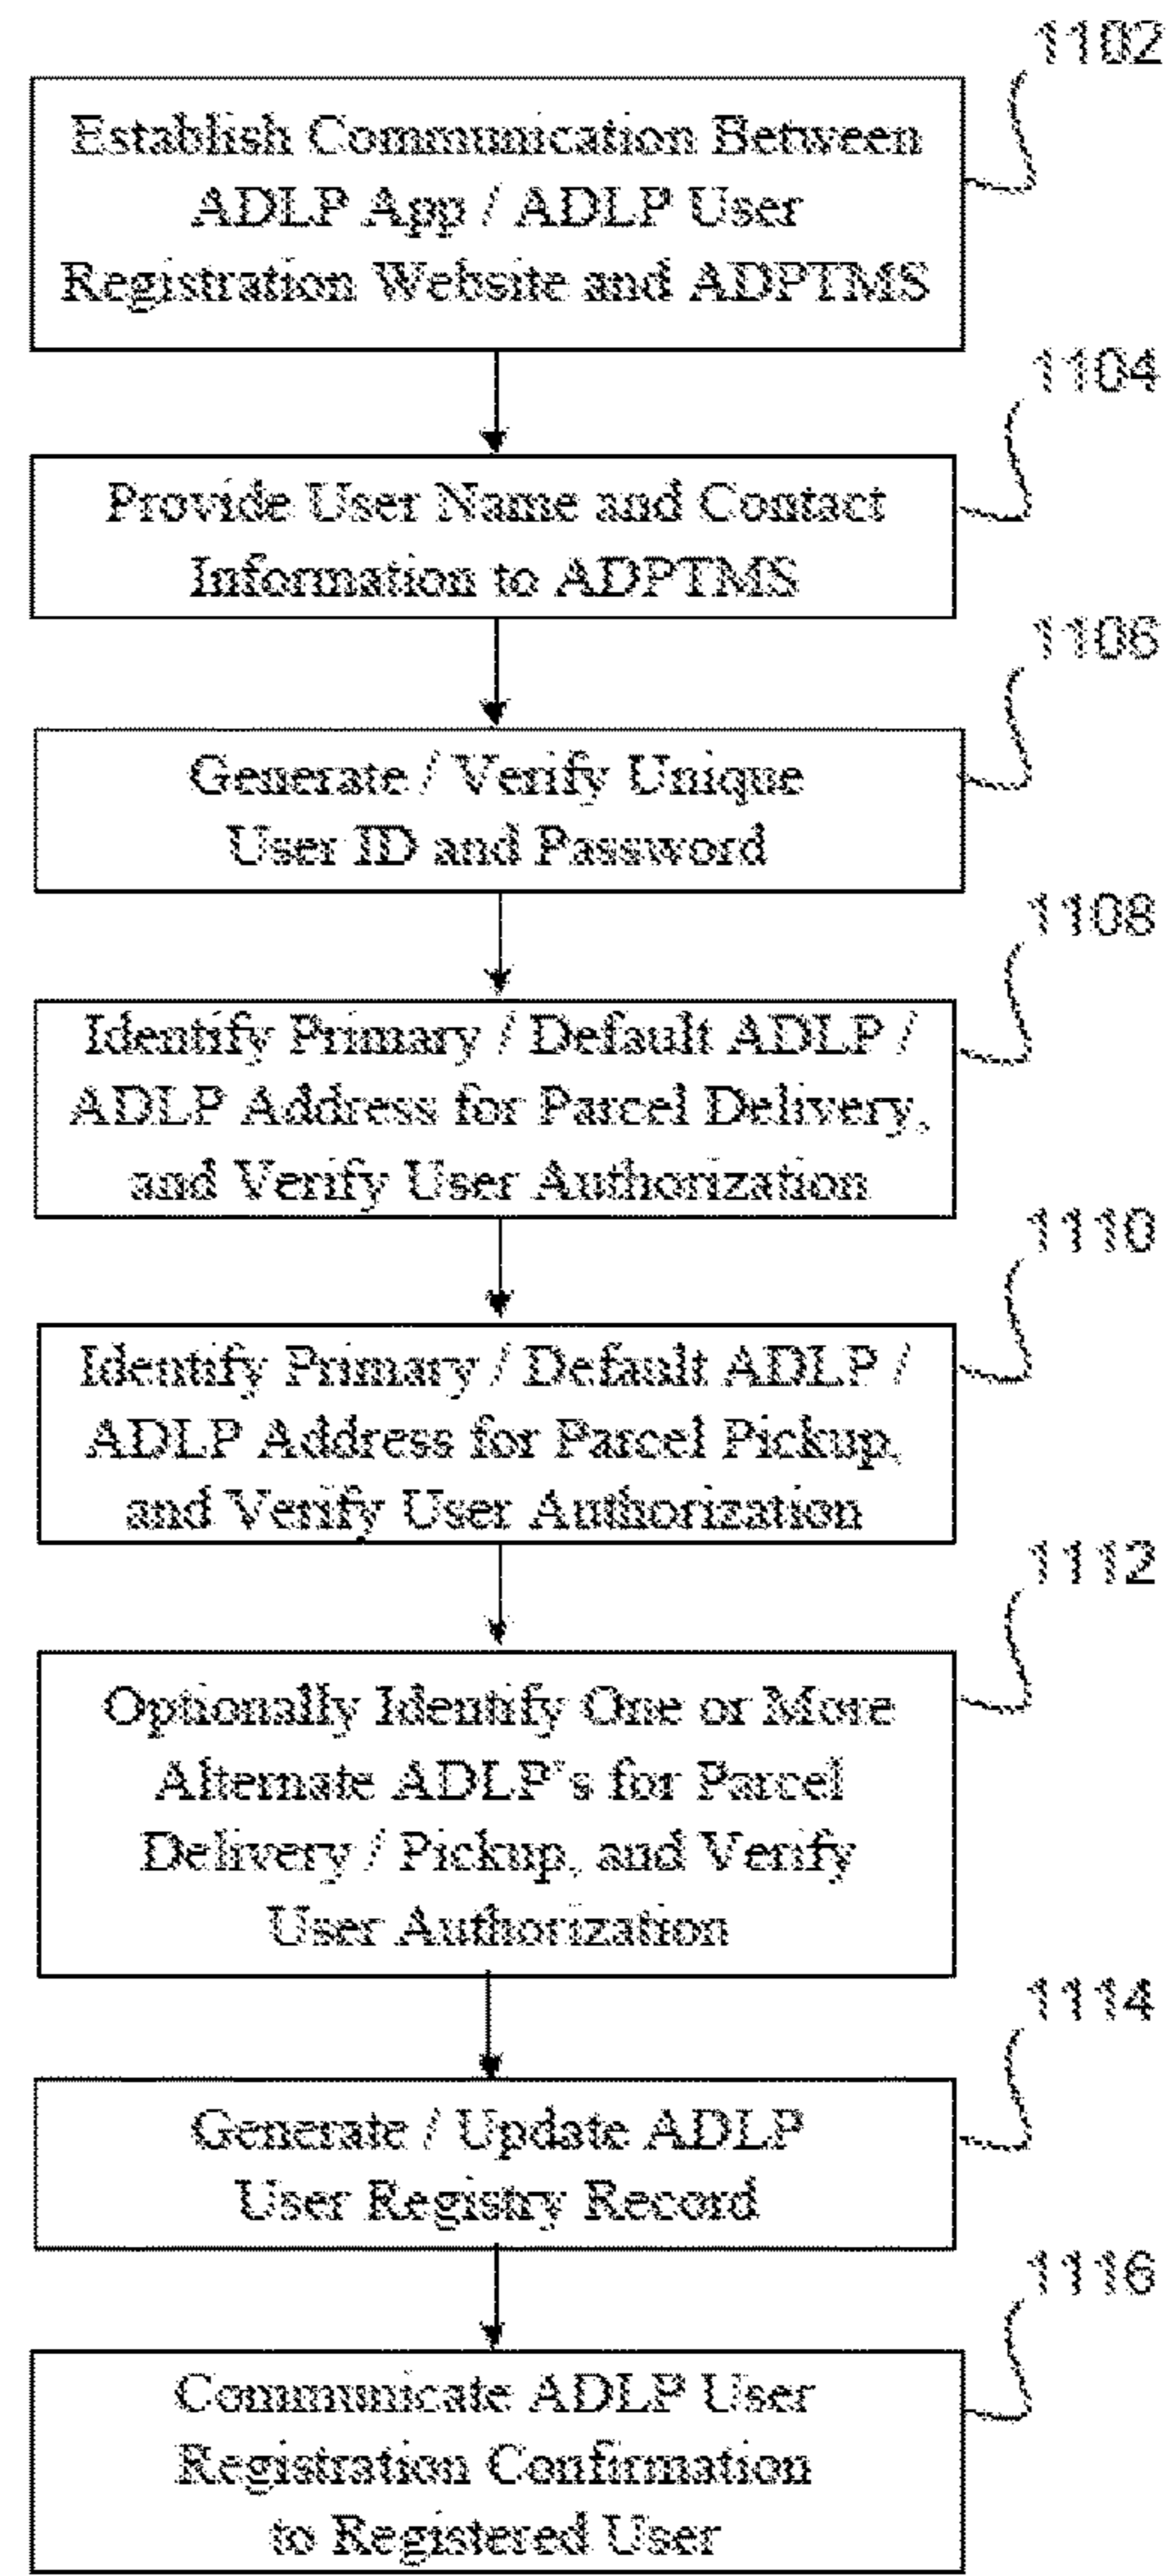 1102
Establish Communication Between
ADLP App / ADLP User
Registration Website and ADPTMS
1104
Provide User Name and Contact
Information to ADPTMS
1106
Generate / Verify Unique
User ID and Password
1108
Identify Primary / Default ADLP /
ADLP Address for Parcel Delivery,
and Verify User Authorization
1110
Identify Primary / Default ADLP /
ADLP Address for Parcel Pickup,
and Verify User Authorization
1112
Optionally Identify One or More
Alternate ADLP's for Parcel
Delivery / Pickup, and Verify
User Authorization
1114
Generate / Update ADLP
User Registry Record
1116
Communicate ADLP User
Registration Confirmation
to Registered User